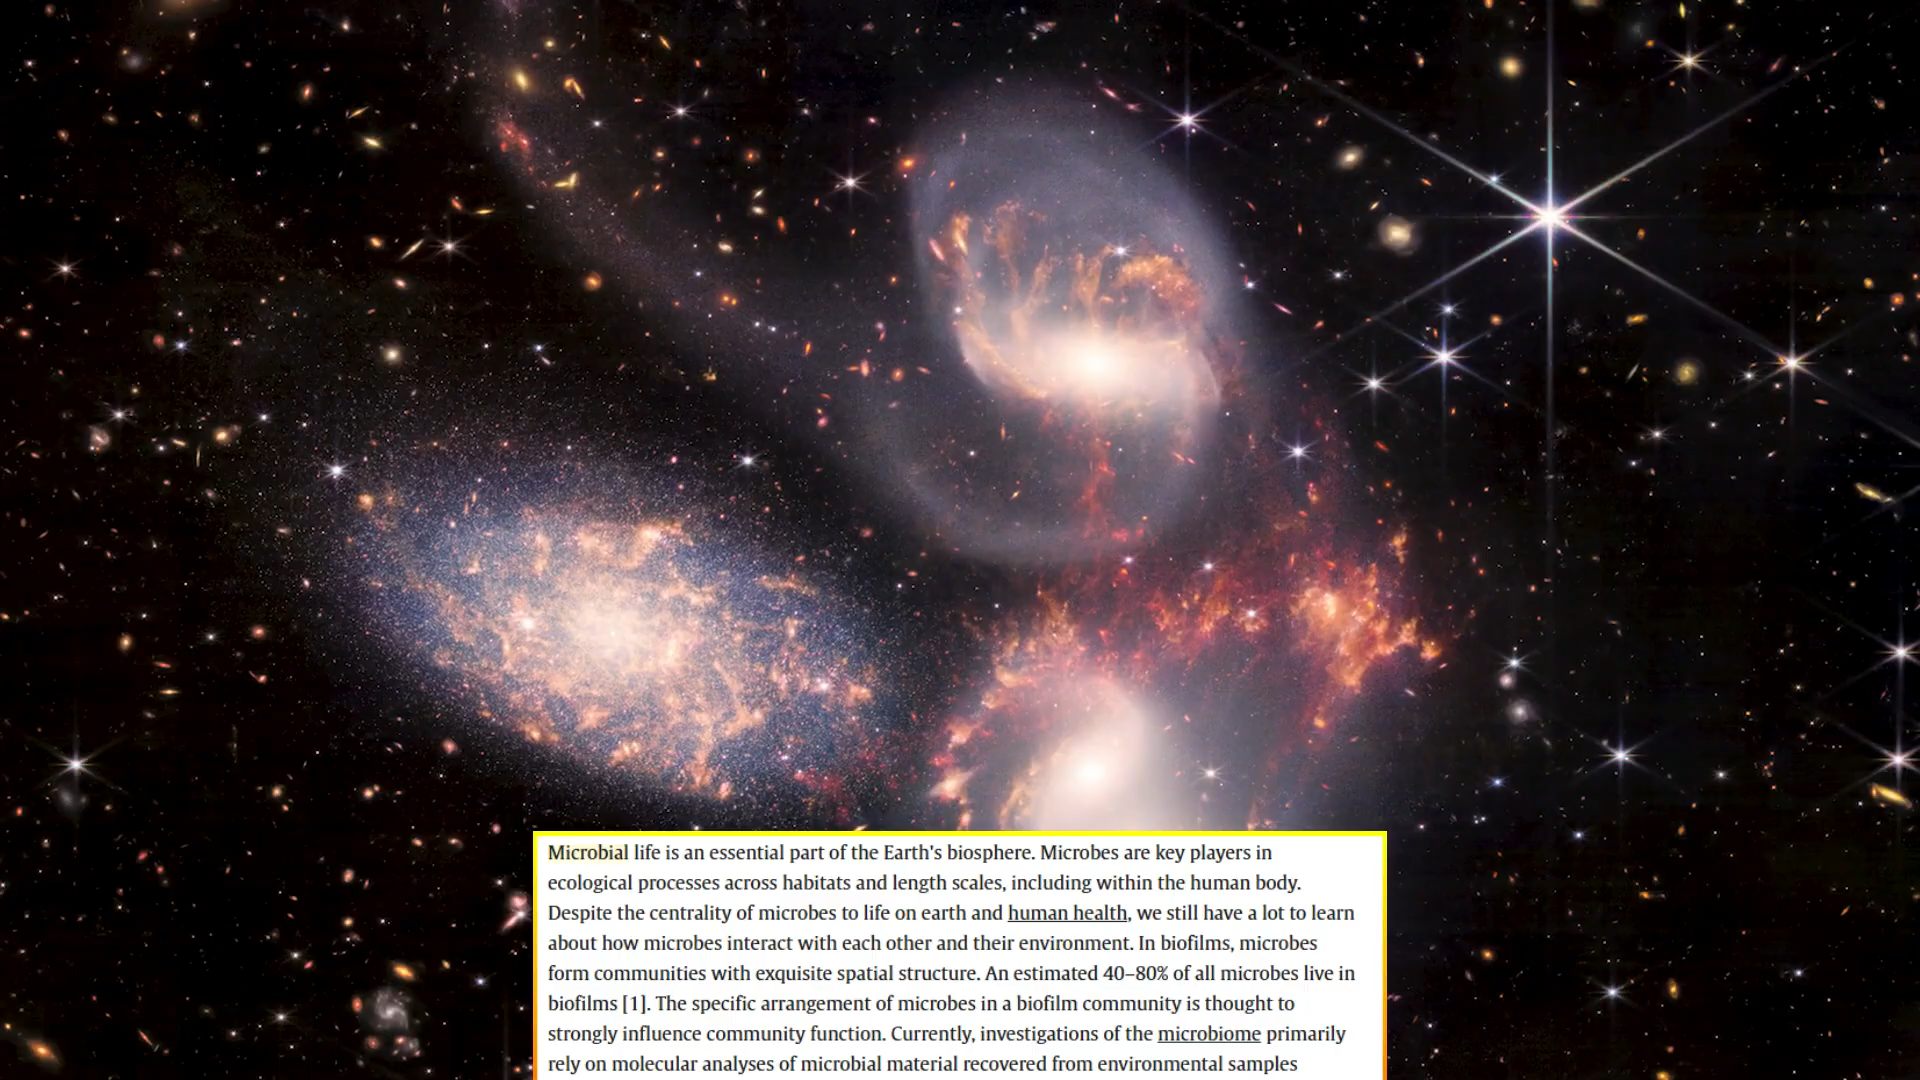 Microbial life is an essential part of the Earth's biosphere. Microbes are key players in
ecological processes across habitats and length scales, including within the human body.
Despite the centrality of microbes to life on earth and human health, we still have a lot to learn
about how microbes interact with each other and their environment. In biofilms, microbes
form communities with exquisite spatial structure. An estimated 40–80% of all microbes live in
biofilms [1]. The specific arrangement of microbes in a biofilm community is thought to
strongly influence community function. Currently, investigations of the microbiome primarily
rely on molecular analyses of microbial material recovered from environmental samples